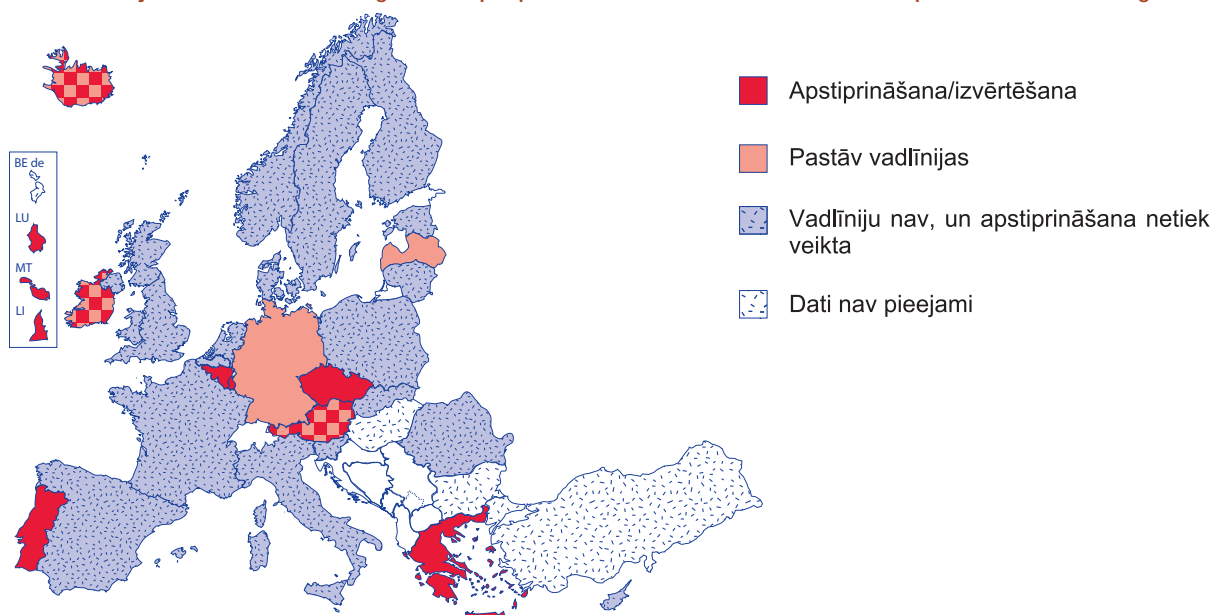 BE de
LU
MT
LI
Apstiprināšana/izvērtēšana
Pastāv vadlīnijas
Vadlīniju nav, un apstiprināšana netiek
veikta
Dati nav pieejami